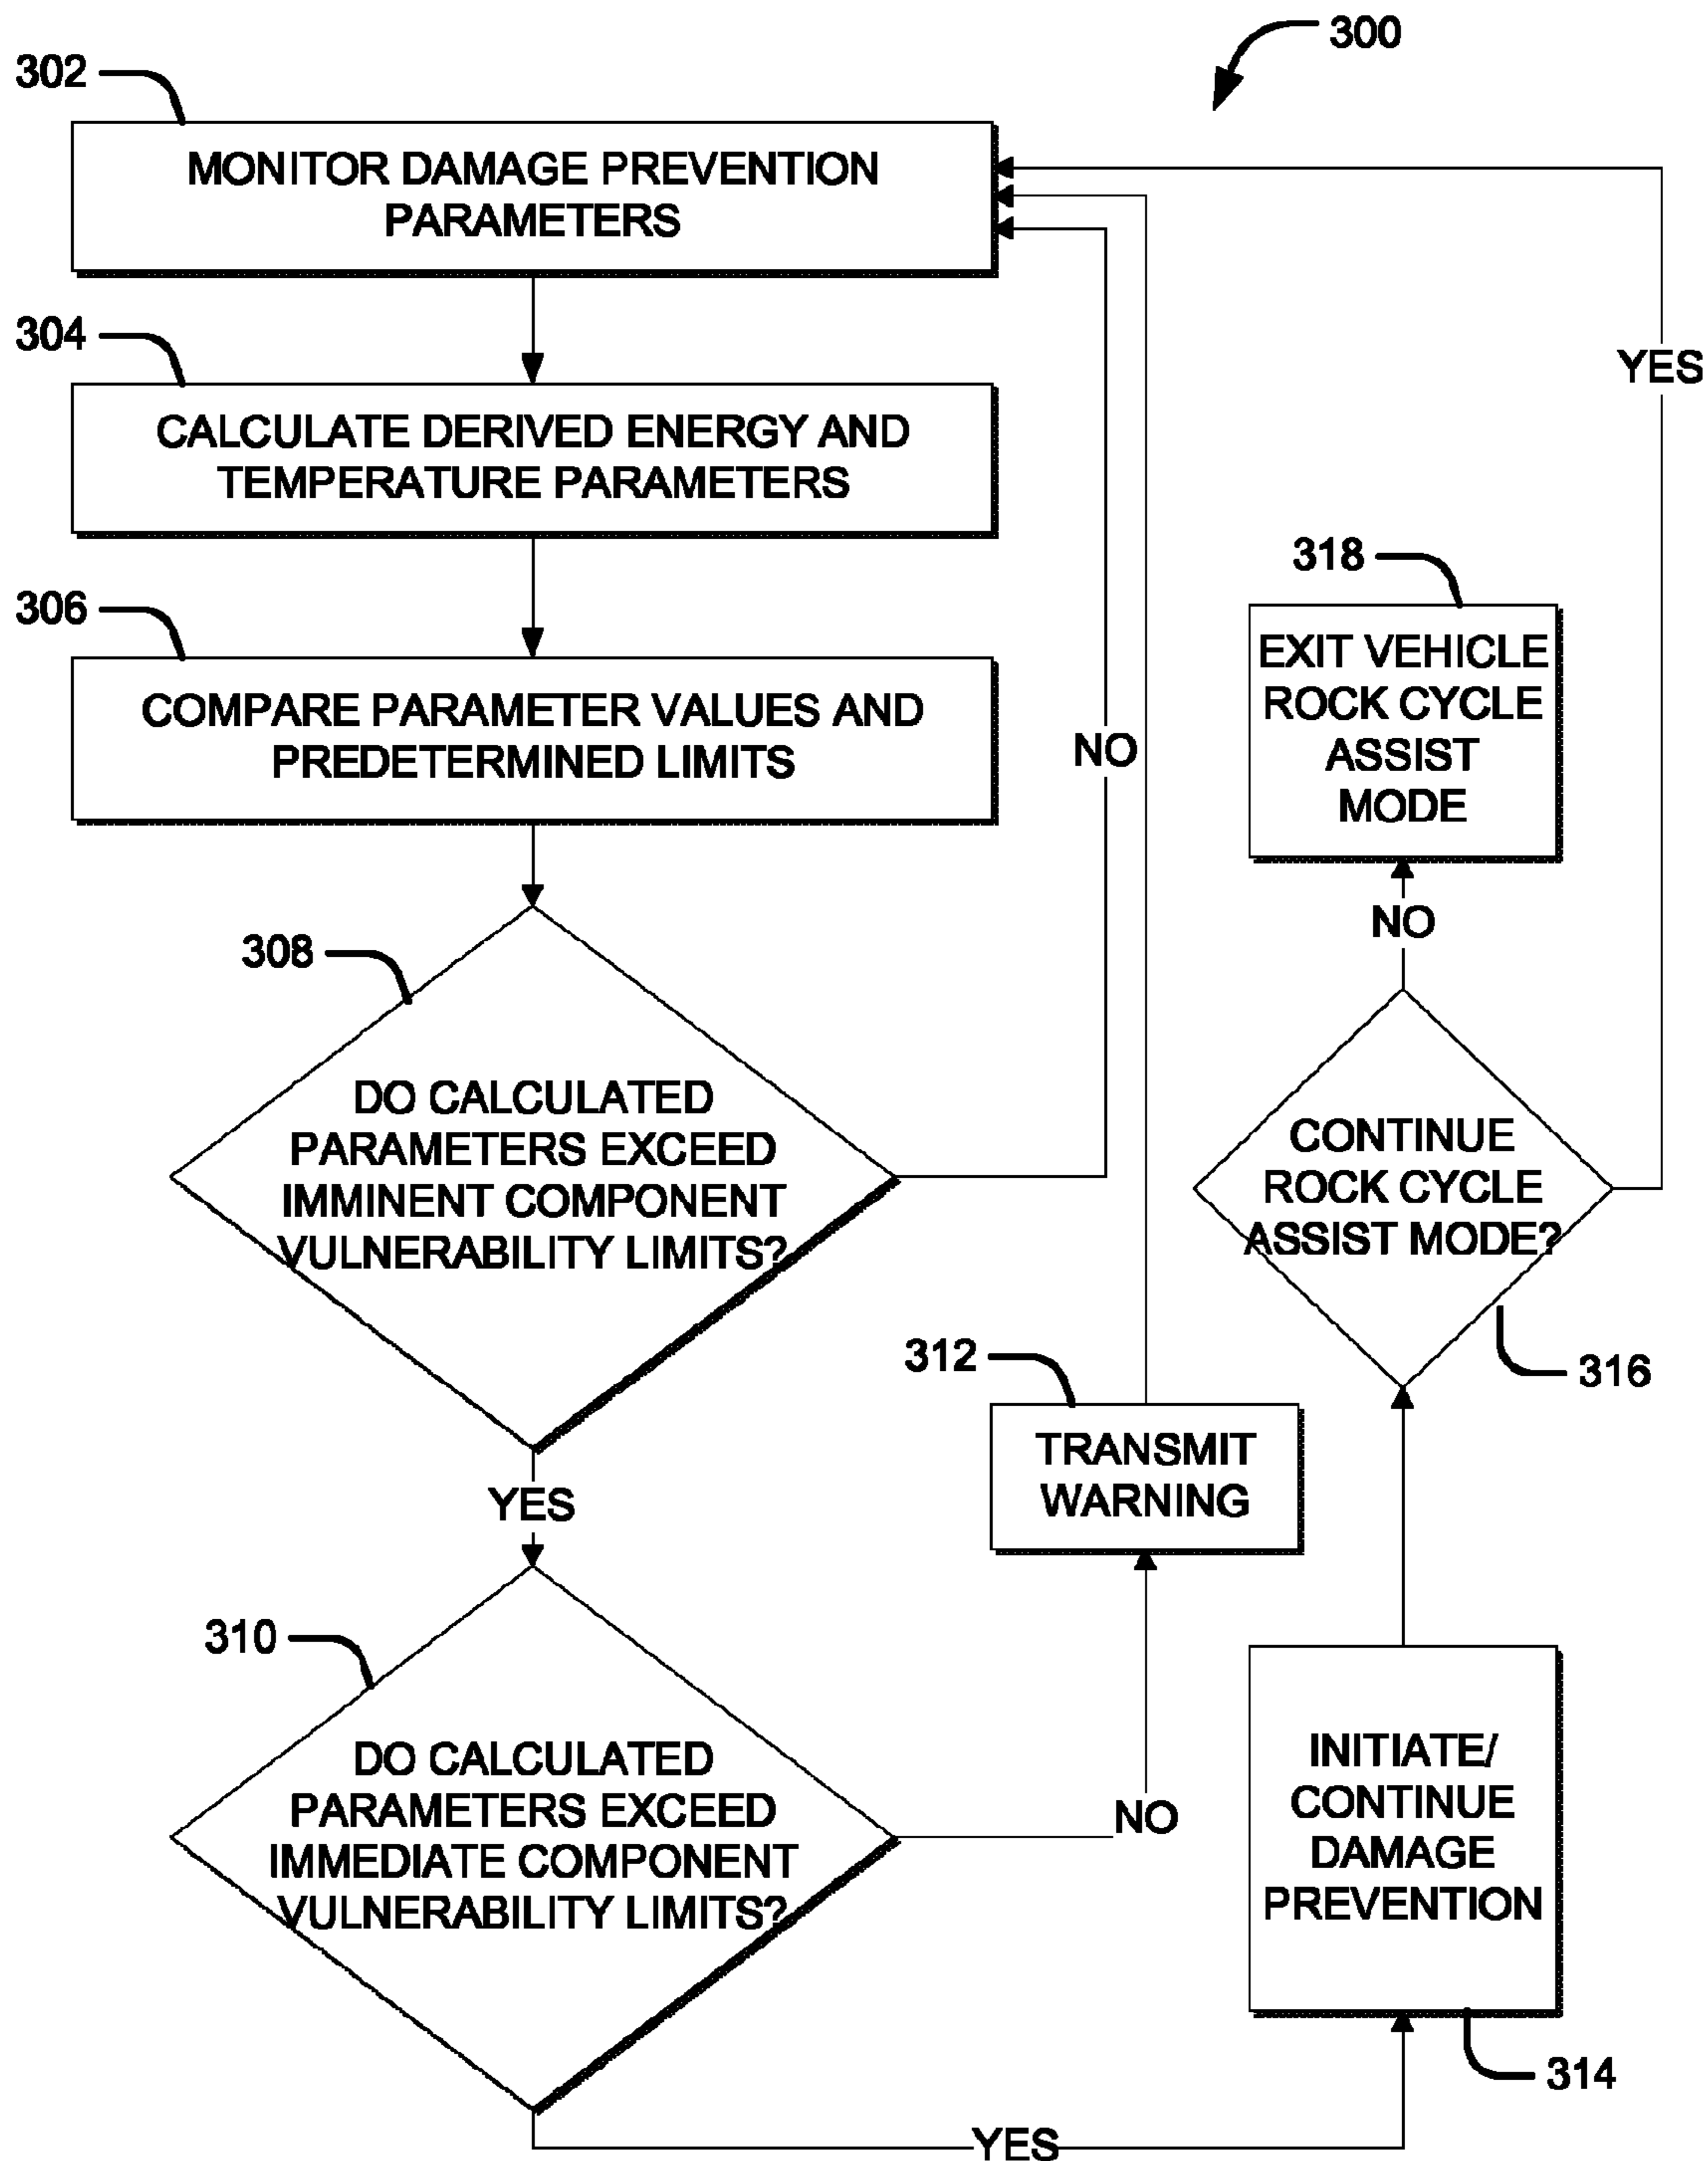 300
302
MONITOR DAMAGE PREVENTION
PARAMETERS
304
CALCULATE DERIVED ENERGY AND
TEMPERATURE PARAMETERS
306
COMPARE PARAMETER VALUES AND
PREDETERMINED LIMITS
308
DO CALCULATED
PARAMETERS EXCEED
IMMINENT COMPONENT
VULNERABILITY LIMITS?
NO
YES
310
DO CALCULATED
PARAMETERS EXCEED
IMMEDIATE COMPONENT
VULNERABILITY LIMITS?
NO
312
TRANSMIT
WARNING
YES
314
INITIATE/
CONTINUE
DAMAGE
PREVENTION
316
CONTINUE
ROCK CYCLE
ASSIST MODE?
NO
YES
318
EXIT VEHICLE
ROCK CYCLE
ASSIST
MODE